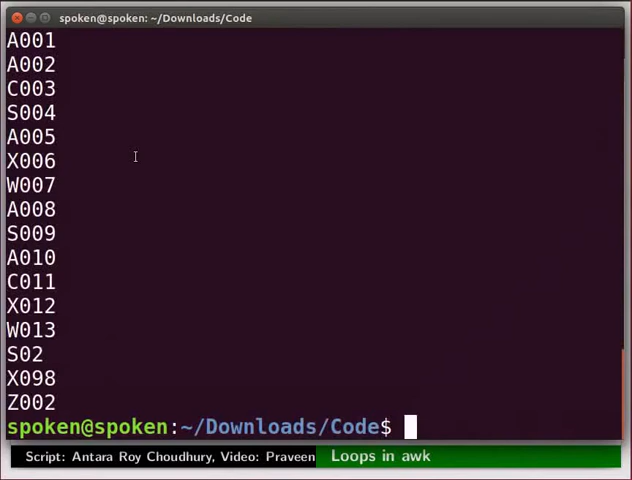 spoken@spoken: ~/Downloads/Code
A001
A002
C003
S004
A005
X006
W007
A008
S009
A010
C011
X012
W013
S02
X098
Z002
spoken@spoken:~/Downloads/Code$
Script: Antara Roy Choudhury, Video: Praveen Loops in awk